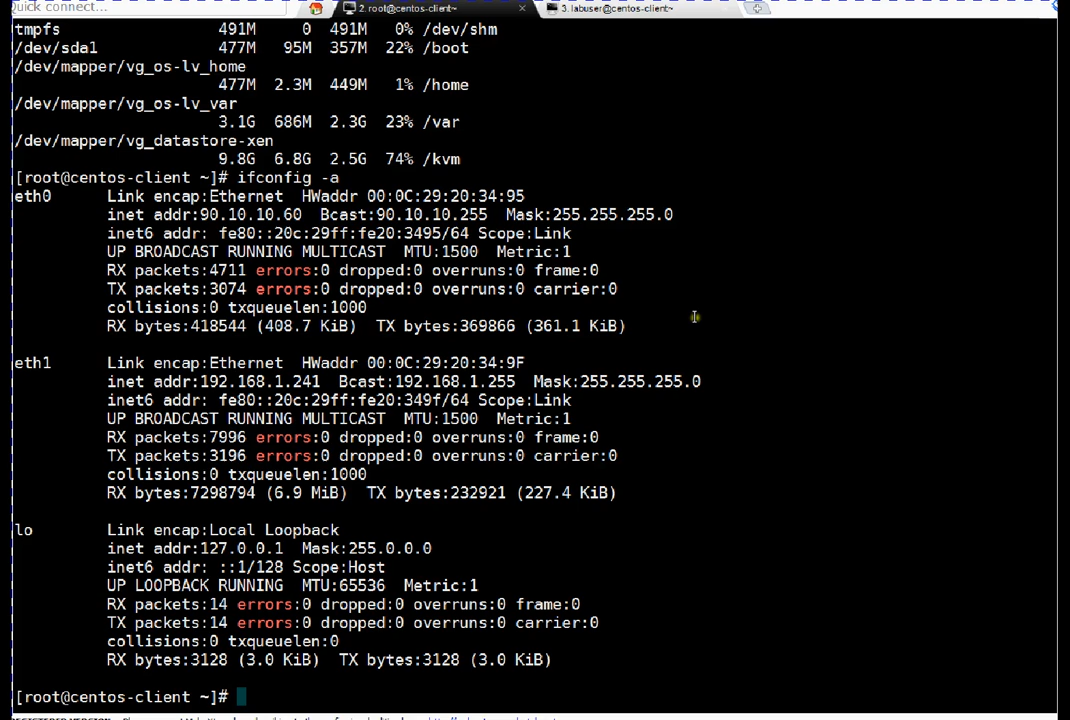 Quick connect...
2. root@centos-client~
3. labuser@centos-client~
tmpfs 491M 0 491M 0% /dev/shm
/dev/sda1 477M 95M 357M 22% /boot
/dev/mapper/vg_os-lv_home
477M 2.3M 449M 1% /home
/dev/mapper/vg_os-lv_var
3.1G 686M 2.3G 23% /var
/dev/mapper/vg_datastore-xen
9.8G 6.8G 2.5G 74% /kvm
[root@centos-client ~]# ifconfig -a
eth0 Link encap:Ethernet HWaddr 00:0C:29:20:34:95
inet addr:90.10.10.60 Bcast:90.10.10.255 Mask:255.255.255.0
inet6 addr: fe80::20c:29ff:fe20:3495/64 Scope:Link
UP BROADCAST RUNNING MULTICAST MTU:1500 Metric:1
RX packets:4711 errors:0 dropped:0 overruns:0 frame:0
TX packets:3074 errors:0 dropped:0 overruns:0 carrier:0
collisions:0 txqueuelen:1000
RX bytes:418544 (408.7 KiB) TX bytes:369866 (361.1 KiB)
eth1 Link encap:Ethernet HWaddr 00:0C:29:20:34:9F
inet addr:192.168.1.241 Bcast:192.168.1.255 Mask:255.255.255.0
inet6 addr: fe80::20c:29ff:fe20:349f/64 Scope:Link
UP BROADCAST RUNNING MULTICAST MTU:1500 Metric:1
RX packets:7996 errors:0 dropped:0 overruns:0 frame:0
TX packets:3196 errors:0 dropped:0 overruns:0 carrier:0
collisions:0 txqueuelen:1000
RX bytes:7298794 (6.9 MiB) TX bytes:232921 (227.4 KiB)
lo Link encap:Local Loopback
inet addr:127.0.0.1 Mask:255.0.0.0
inet6 addr: ::1/128 Scope:Host
UP LOOPBACK RUNNING MTU:65536 Metric:1
RX packets:14 errors:0 dropped:0 overruns:0 frame:0
TX packets:14 errors:0 dropped:0 overruns:0 carrier:0
collisions:0 txqueuelen:0
RX bytes:3128 (3.0 KiB) TX bytes:3128 (3.0 KiB)
[root@centos-client ~]#